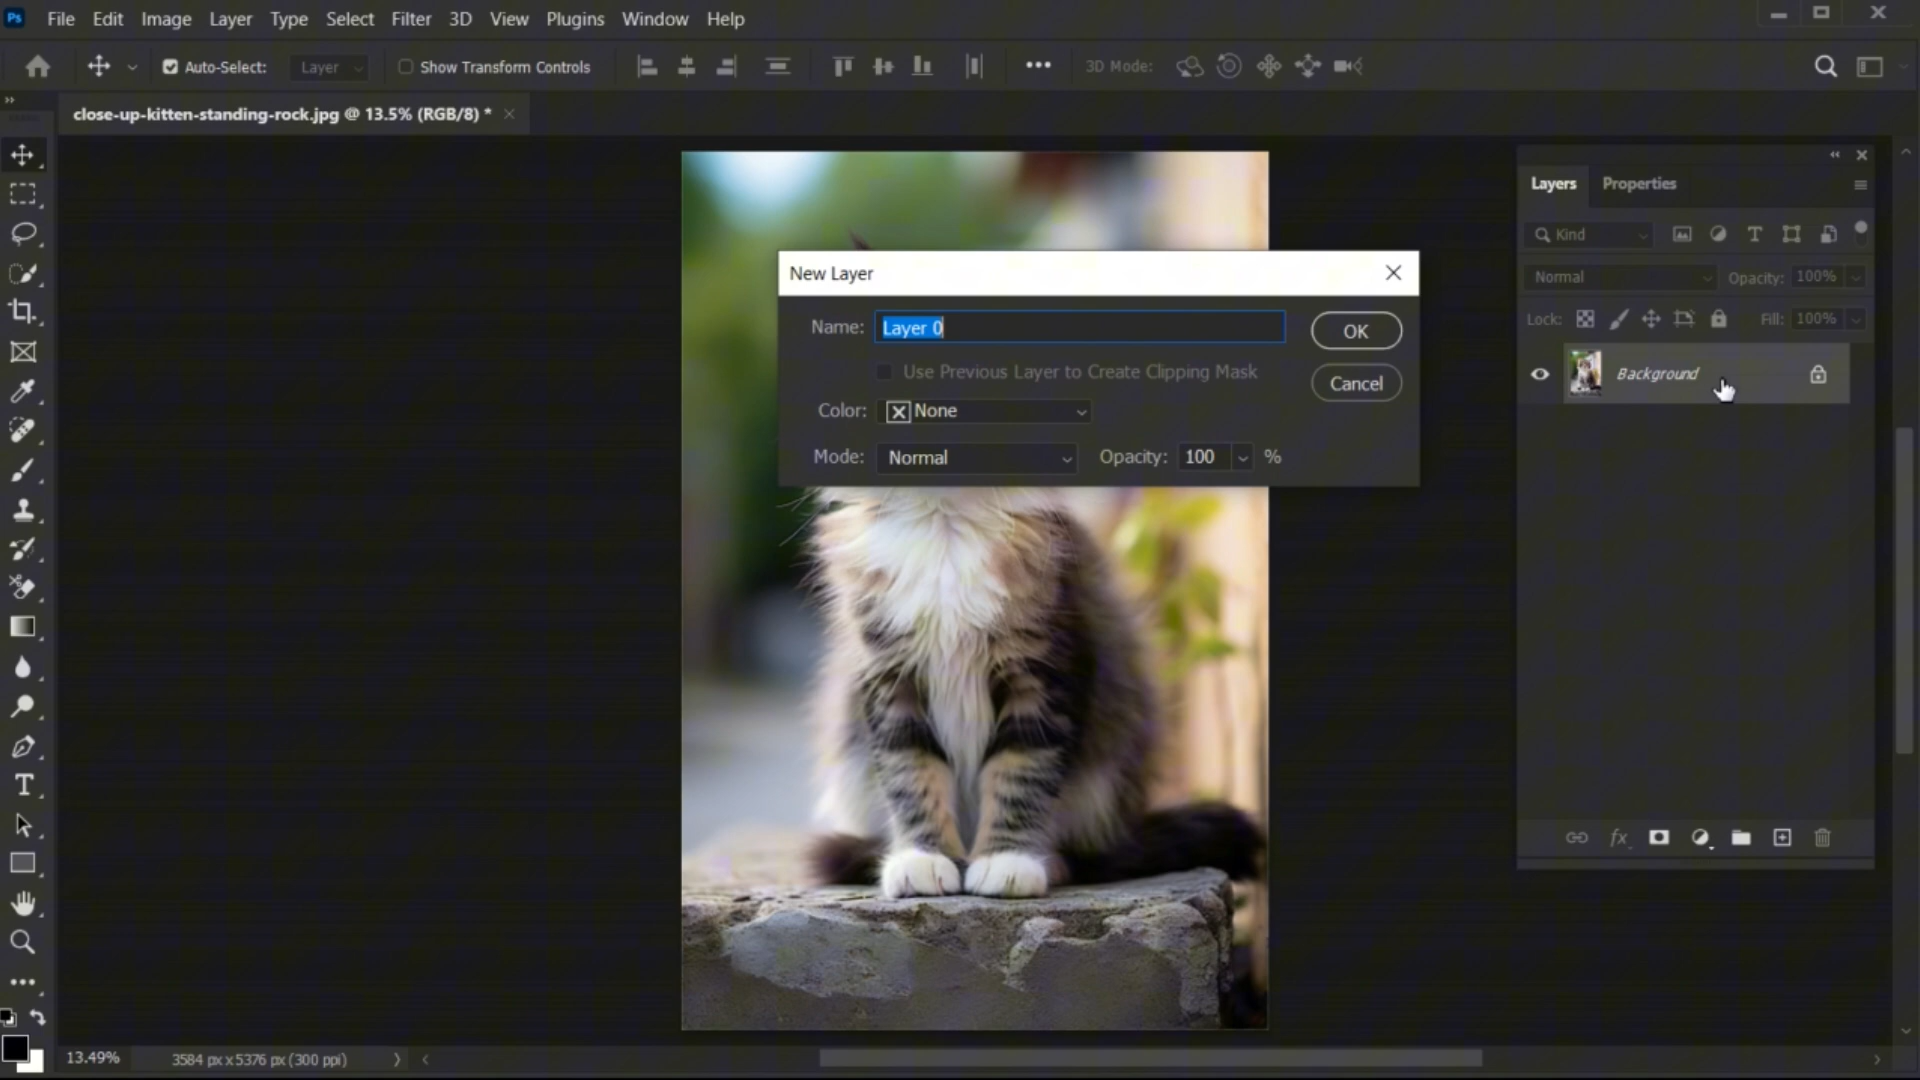 Ps File Edit Image Layer Type Select Filter 3D View Plugins Window Help
Auto-Select: Layer Show Transform Controls 3D Mode:
close-up-kitten-standing-rock.jpg @ 13.5% (RGB/8) *
Layers Properties
Kind
Normal Opacity: 100%
Lock: Fill: 100%
Background
New Layer
Name: Layer 0 OK
Use Previous Layer to Create Clipping Mask Cancel
Color: None
Mode: Normal Opacity: 100 %
fx
13.49% 3584 px x 5376 px (300 ppi)